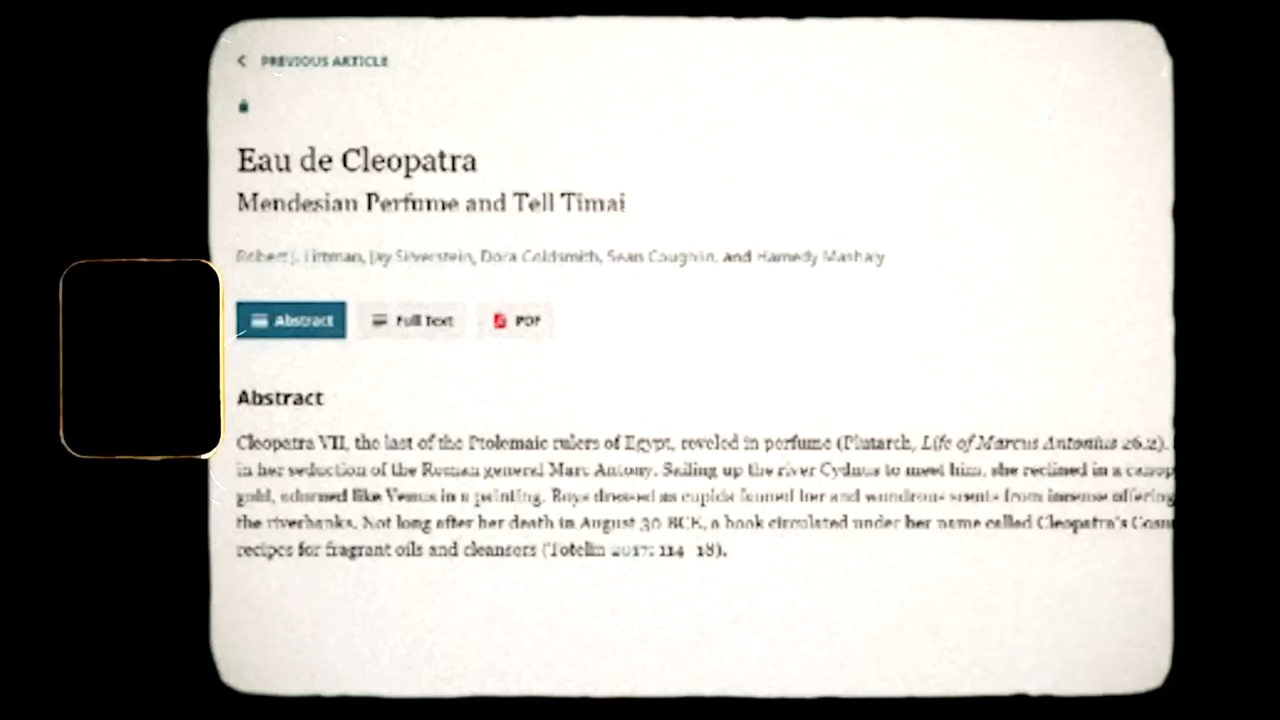 PREVIOUS ARTICLE
Eau de Cleopatra
Mendesian Perfume and Tell Timai
Robert J. Littman, Jay Silverstein, Dora Goldsmith, Sean Coughlin, and Hamedy Mashaly
Abstract Full Text PDF
Abstract
Cleopatra VII, the last of the Ptolemaic rulers of Egypt, reveled in perfume (Plutarch, Life of Marcus Antonius 26.2).
in her seduction of the Roman general Marc Antony. Sailing up the river Cydnus to meet him, she reclined in a canop
gold, adorned like Venus in a painting. Boys dressed as cupids fanned her and wondrous scents from incense offering
the riverbanks. Not long after her death in August 30 BCE, a book circulated under her name called Cleopatra's Cosm
recipes for fragrant oils and cleansers (Totelin 2017: 114–18).